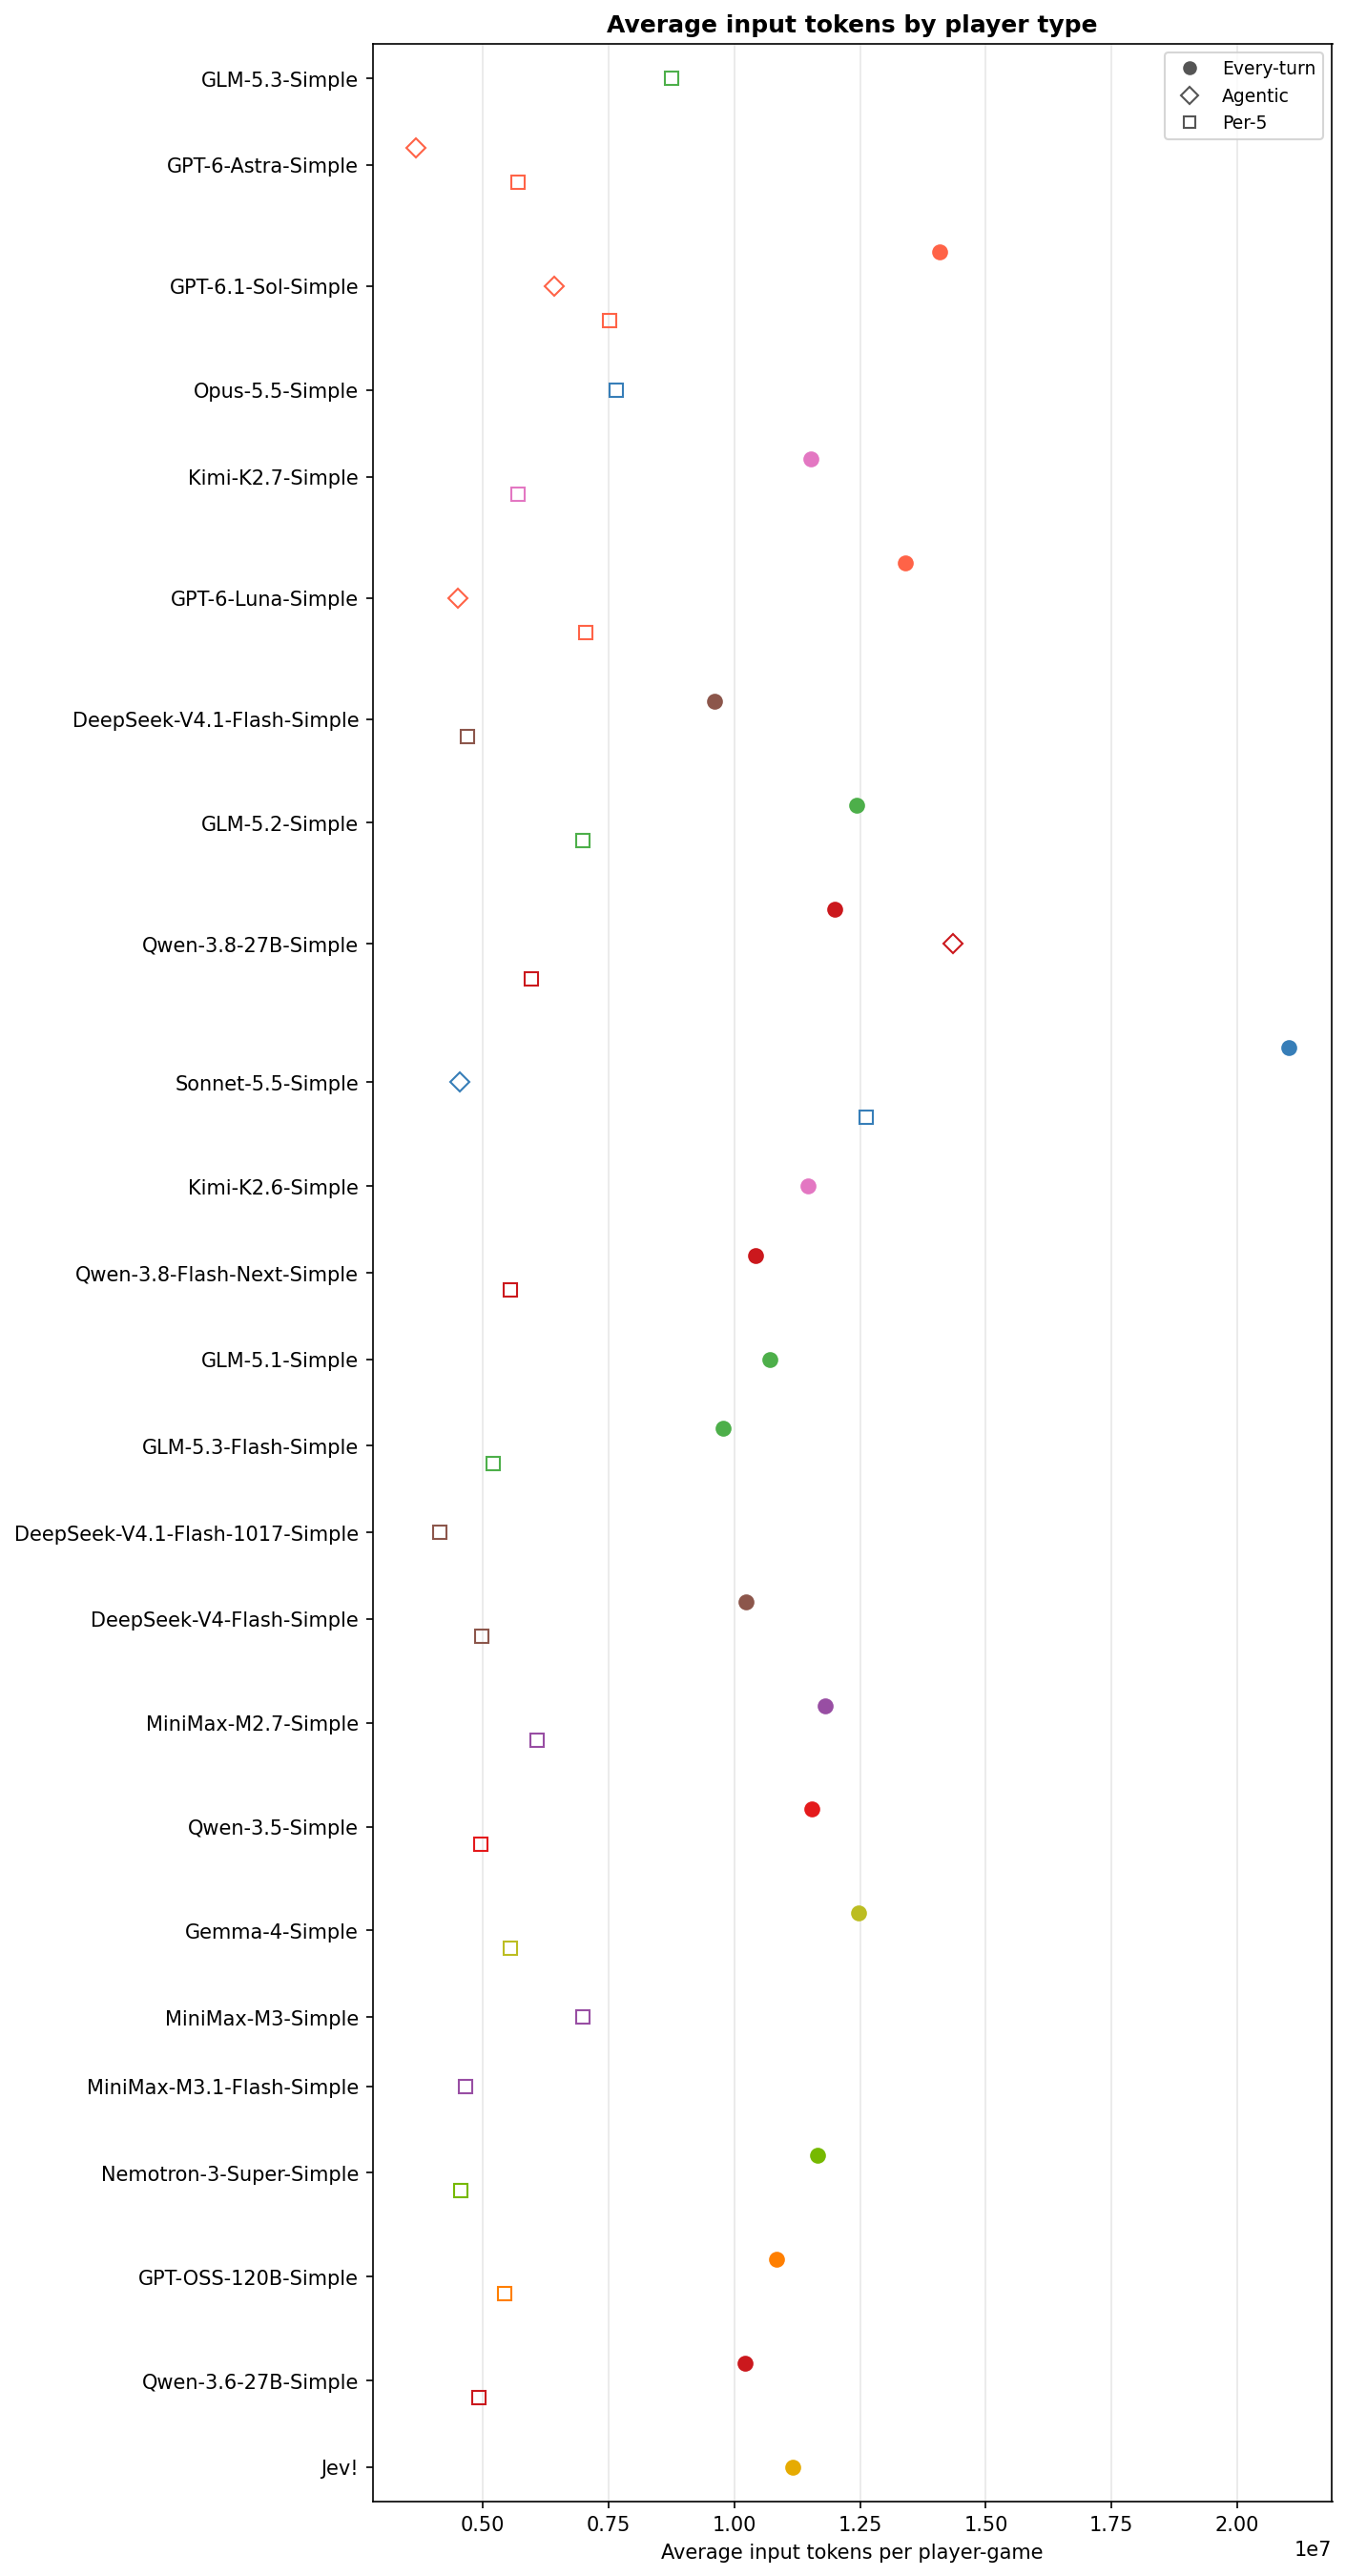 Average input tokens by player type
Every-turn
Agentic
Per-5
GLM-5.3-Simple
GPT-6-Astra-Simple
GPT-6.1-Sol-Simple
Opus-5.5-Simple
Kimi-K2.7-Simple
GPT-6-Luna-Simple
DeepSeek-V4.1-Flash-Simple
GLM-5.2-Simple
Qwen-3.8-27B-Simple
Sonnet-5.5-Simple
Kimi-K2.6-Simple
Qwen-3.8-Flash-Next-Simple
GLM-5.1-Simple
GLM-5.3-Flash-Simple
DeepSeek-V4.1-Flash-1017-Simple
DeepSeek-V4-Flash-Simple
MiniMax-M2.7-Simple
Qwen-3.5-Simple
Gemma-4-Simple
MiniMax-M3-Simple
MiniMax-M3.1-Flash-Simple
Nemotron-3-Super-Simple
GPT-OSS-120B-Simple
Qwen-3.6-27B-Simple
Jev!
0.50 0.75 1.00 1.25 1.50 1.75 2.00
1e7
Average input tokens per player-game